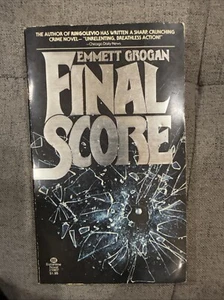 THE AUTHOR OF RINGOLEVIO HAS WRITTEN A SHARP, CRUNCHING
CRIME NOVEL—"UNRELENTING, BREATHLESS ACTION!"
—Chicago Daily News
EMMETT GROGAN
FINAL
SCORE
Ballantine